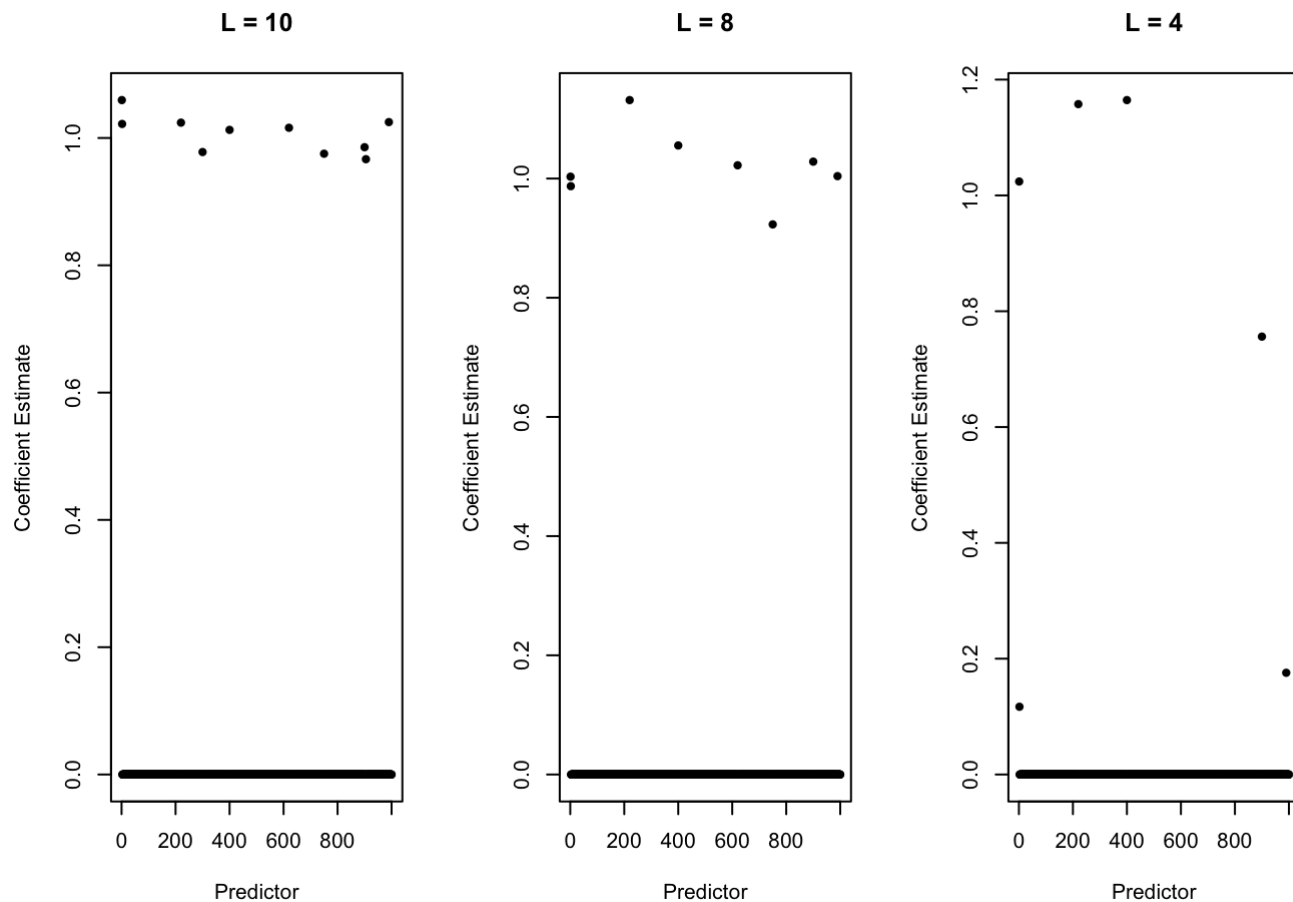 L = 10
Coefficient Estimate
0.0 0.2 0.4 0.6 0.8 1.0
0 200 400 600 800
Predictor
L = 8
Coefficient Estimate
0.0 0.2 0.4 0.6 0.8 1.0
0 200 400 600 800
Predictor
L = 4
Coefficient Estimate
0.0 0.2 0.4 0.6 0.8 1.0 1.2
0 200 400 600 800
Predictor